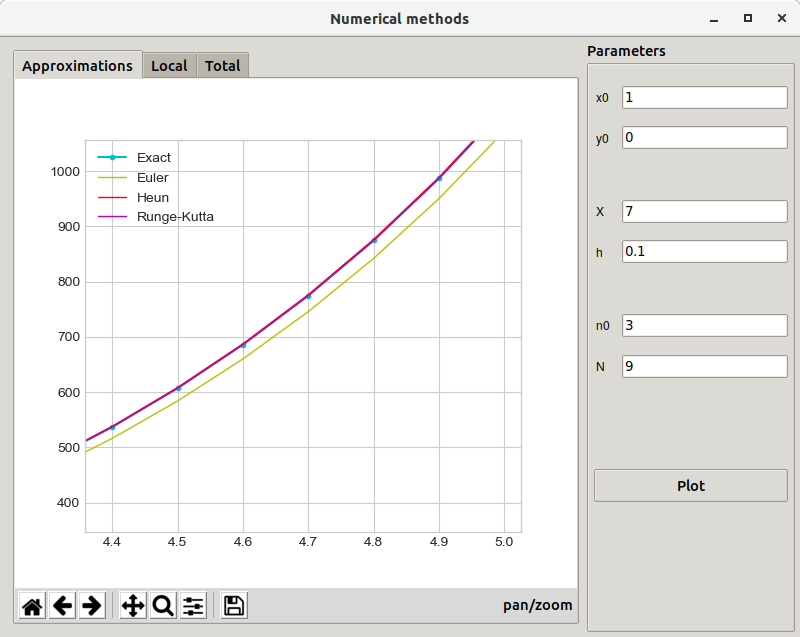 Numerical methods
Approximations Local Total
Parameters
x0 1
y0 0
X 7
h 0.1
n0 3
N 9
Plot
Exact
Euler
Heun
Runge-Kutta
1000
900
800
700
600
500
400
4.4 4.5 4.6 4.7 4.8 4.9 5.0
pan/zoom